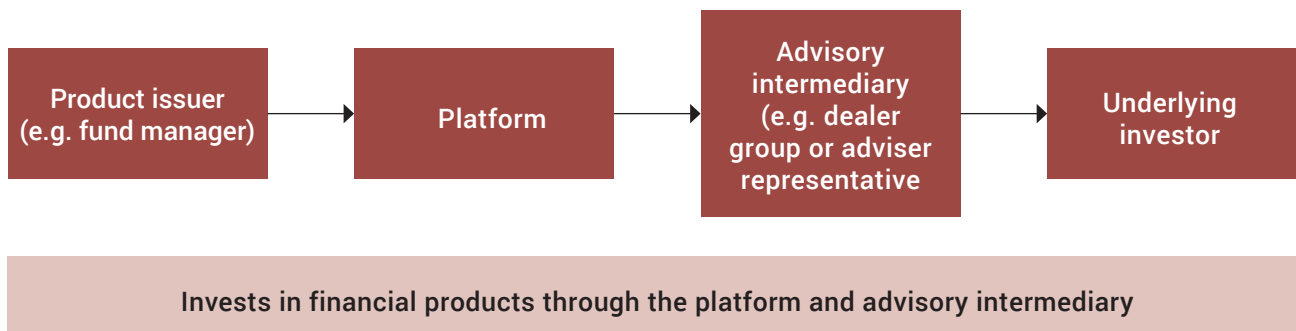 Product issuer
(e.g. fund manager)
Platform
Advisory
intermediary
(e.g. dealer
group or adviser
representative
Underlying
investor
Invests in financial products through the platform and advisory intermediary